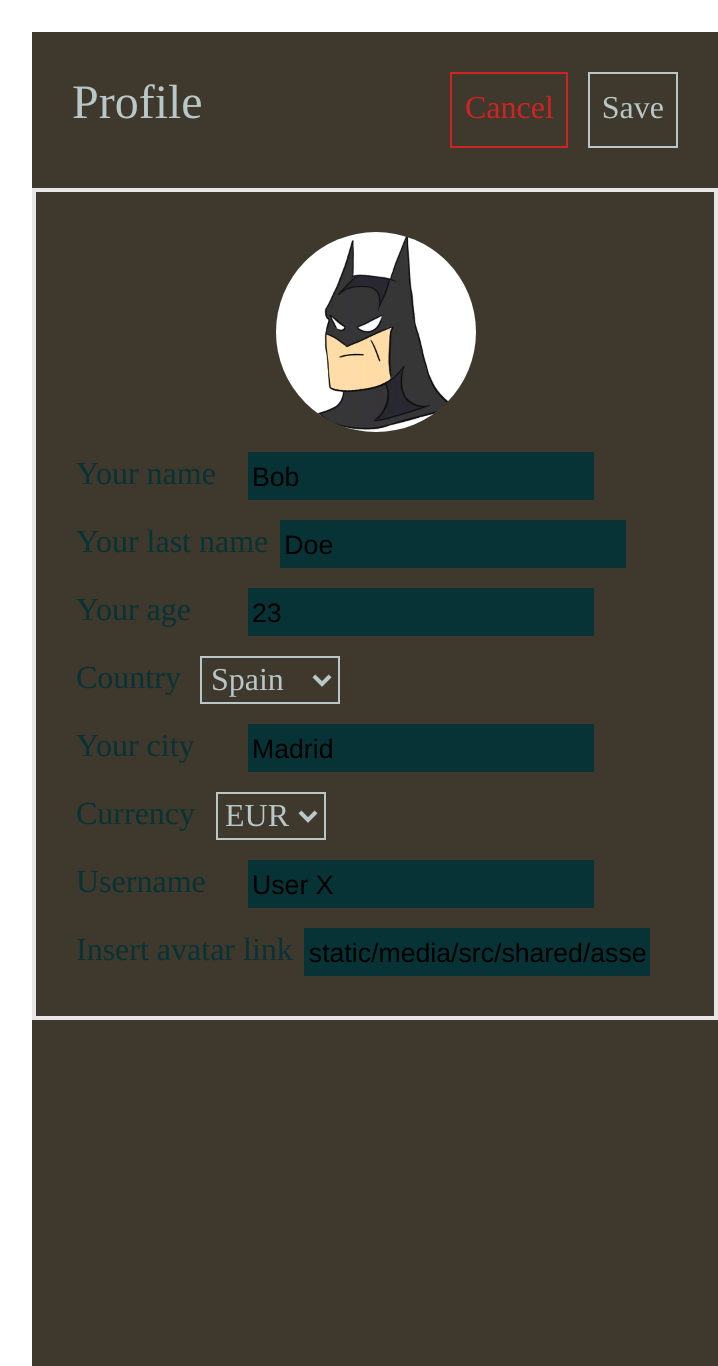 Profile Cancel Save
Your name Bob
Your last name Doe
Your age 23
Country Spain
Your city Madrid
Currency EUR
Username User X
Insert avatar link static/media/src/shared/asse